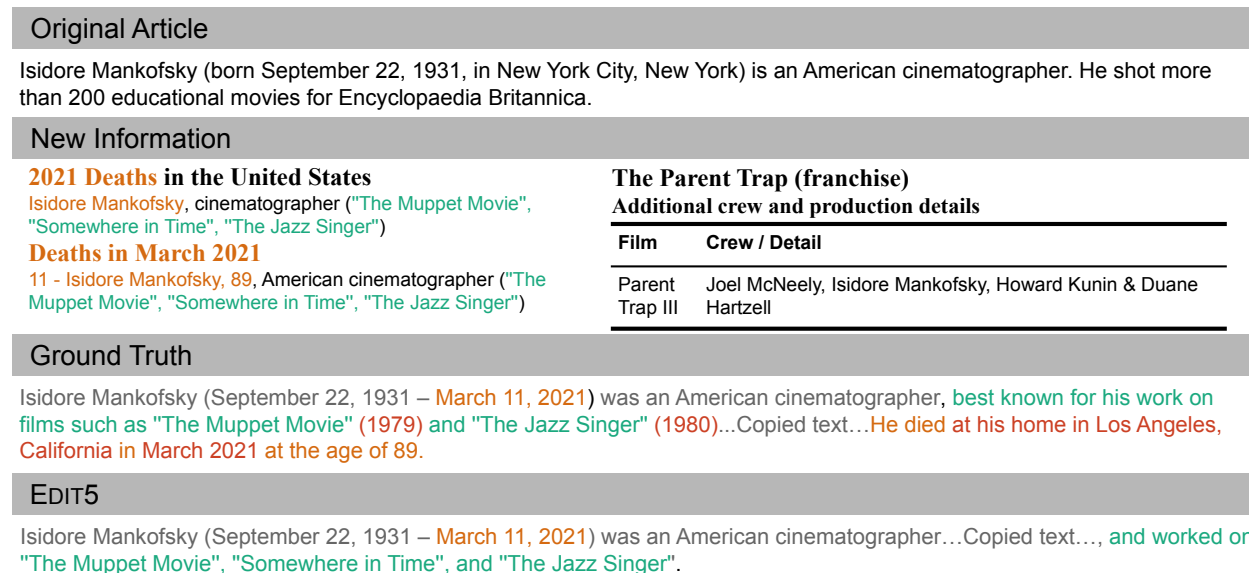 Original Article
Isidore Mankofsky (born September 22, 1931, in New York City, New York) is an American cinematographer. He shot more
than 200 educational movies for Encyclopaedia Britannica.
New Information
2021 Deaths in the United States
Isidore Mankofsky, cinematographer ("The Muppet Movie",
"Somewhere in Time", "The Jazz Singer")
Deaths in March 2021
11 - Isidore Mankofsky, 89, American cinematographer ("The
Muppet Movie", "Somewhere in Time", "The Jazz Singer")
The Parent Trap (franchise)
Additional crew and production details
Film Crew / Detail
Parent Joel McNeely, Isidore Mankofsky, Howard Kunin & Duane
Trap III Hartzell
Ground Truth
Isidore Mankofsky (September 22, 1931 – March 11, 2021) was an American cinematographer, best known for his work on
films such as "The Muppet Movie" (1979) and "The Jazz Singer" (1980)...Copied text…He died at his home in Los Angeles,
California in March 2021 at the age of 89.
EDIT5
Isidore Mankofsky (September 22, 1931 – March 11, 2021) was an American cinematographer…Copied text…, and worked on
"The Muppet Movie", "Somewhere in Time", and "The Jazz Singer".